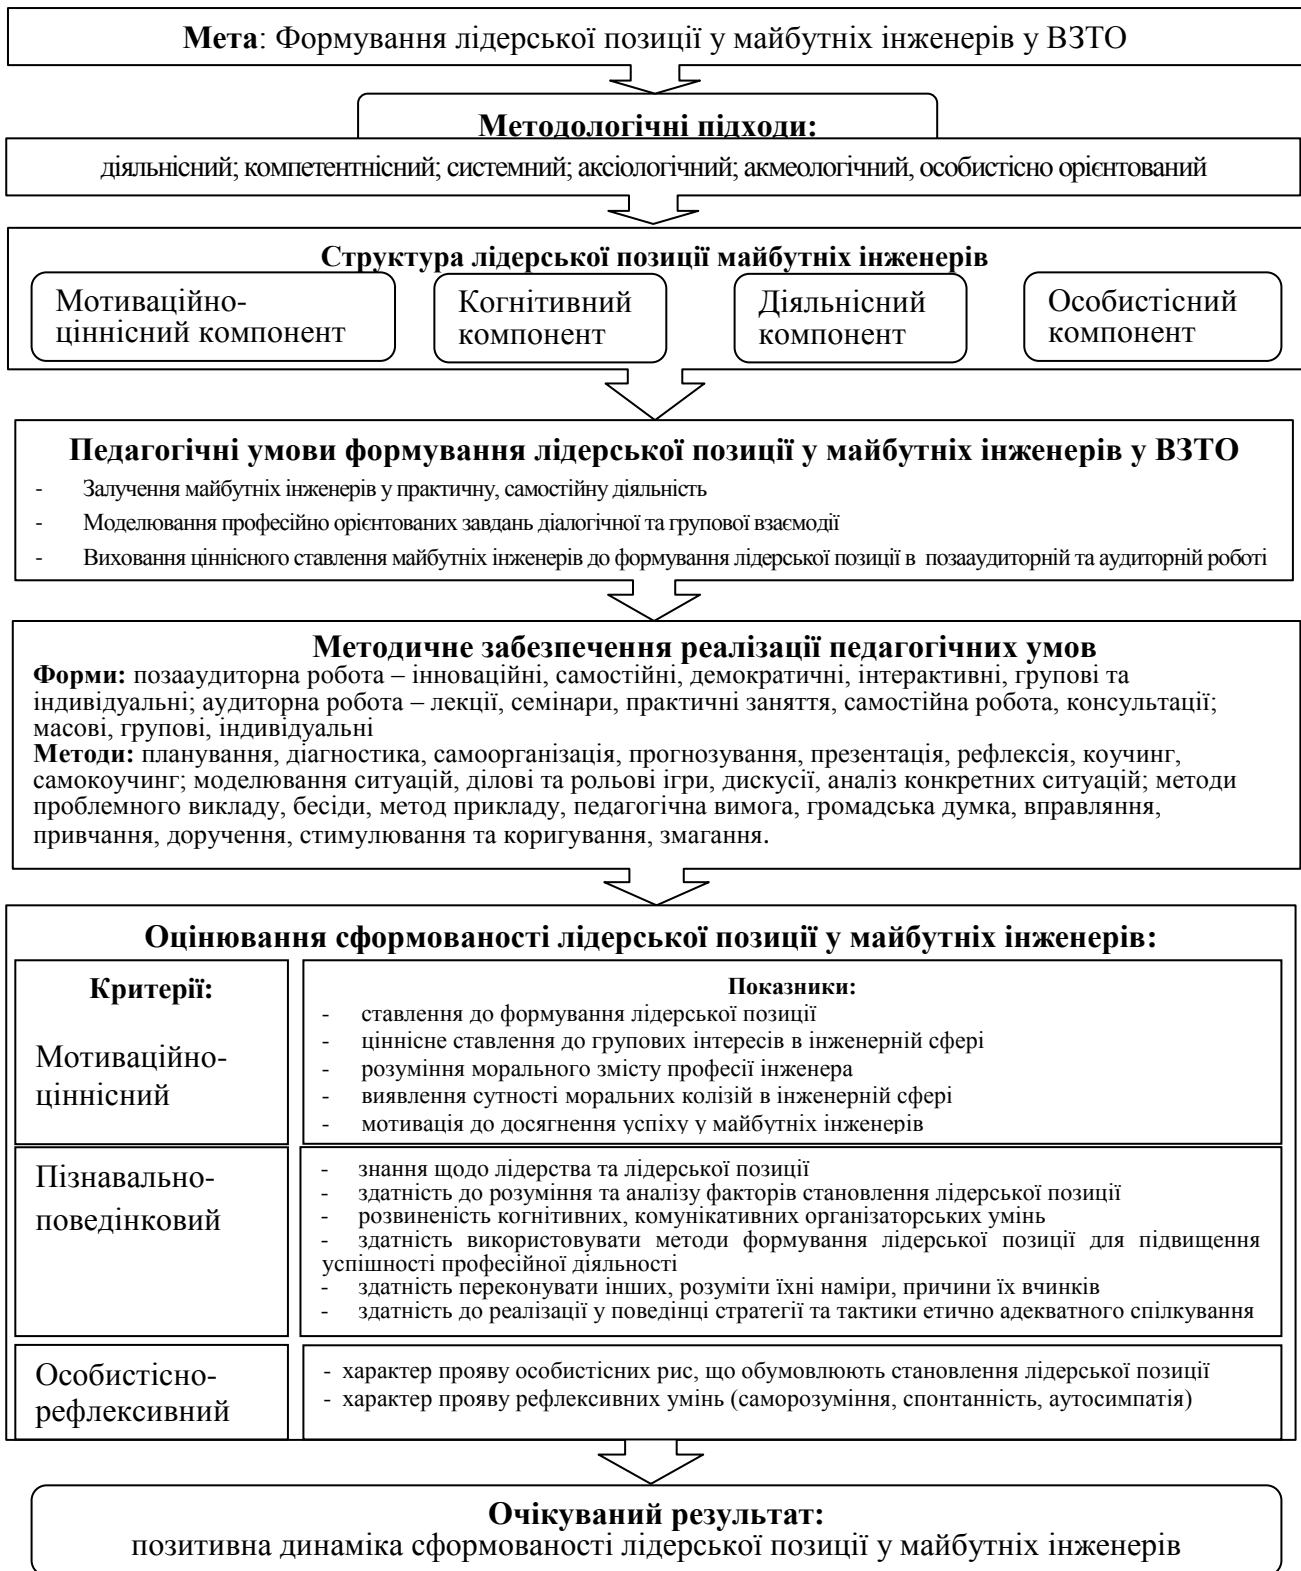 Мета: Формування лідерської позиції у майбутніх інженерів у ВЗТО
Методологічні підходи:
діяльнісний; компетентнісний; системний; аксіологічний; акмеологічний, особистісно орієнтований
Структура лідерської позиції майбутніх інженерів
Мотиваційно-
ціннісний компонент
Когнітивний
компонент
Діяльнісний
компонент
Особистісний
компонент
Педагогічні умови формування лідерської позиції у майбутніх інженерів у ВЗТО
- Залучення майбутніх інженерів у практичну, самостійну діяльність
- Моделювання професійно орієнтованих завдань діалогічної та групової взаємодії
- Виховання ціннісного ставлення майбутніх інженерів до формування лідерської позиції в позааудиторній та аудиторній роботі
Методичне забезпечення реалізації педагогічних умов
Форми: позааудиторна робота – інноваційні, самостійні, демократичні, інтерактивні, групові та
індивідуальні; аудиторна робота – лекції, семінари, практичні заняття, самостійна робота, консультації;
масові, групові, індивідуальні
Методи: планування, діагностика, самоорганізація, прогнозування, презентація, рефлексія, коучинг,
самокоучинг; моделювання ситуацій, ділові та рольові ігри, дискусії, аналіз конкретних ситуацій; методи
проблемного викладу, бесіди, метод прикладу, педагогічна вимога, громадська думка, вправляння,
привчання, доручення, стимулювання та коригування, змагання.
Оцінювання сформованості лідерської позиції у майбутніх інженерів:
Критерії:
Мотиваційно-
ціннісний
Показники:
- ставлення до формування лідерської позиції
- ціннісне ставлення до групових інтересів в інженерній сфері
- розуміння морального змісту професії інженера
- виявлення сутності моральних колізій в інженерній сфері
- мотивація до досягнення успіху у майбутніх інженерів
Пізнавально-
поведінковий
- знання щодо лідерства та лідерської позиції
- здатність до розуміння та аналізу факторів становлення лідерської позиції
- розвиненість когнітивних, комунікативних організаторських умінь
- здатність використовувати методи формування лідерської позиції для підвищення
успішності професійної діяльності
- здатність переконувати інших, розуміти їхні наміри, причини їх вчинків
- здатність до реалізації у поведінці стратегії та тактики етично адекватного спілкування
Особистісно-
рефлексивний
- характер прояву особистісних рис, що обумовлюють становлення лідерської позиції
- характер прояву рефлексивних умінь (саморозуміння, спонтанність, аутосимпатія)
Очікуваний результат:
позитивна динаміка сформованості лідерської позиції у майбутніх інженерів